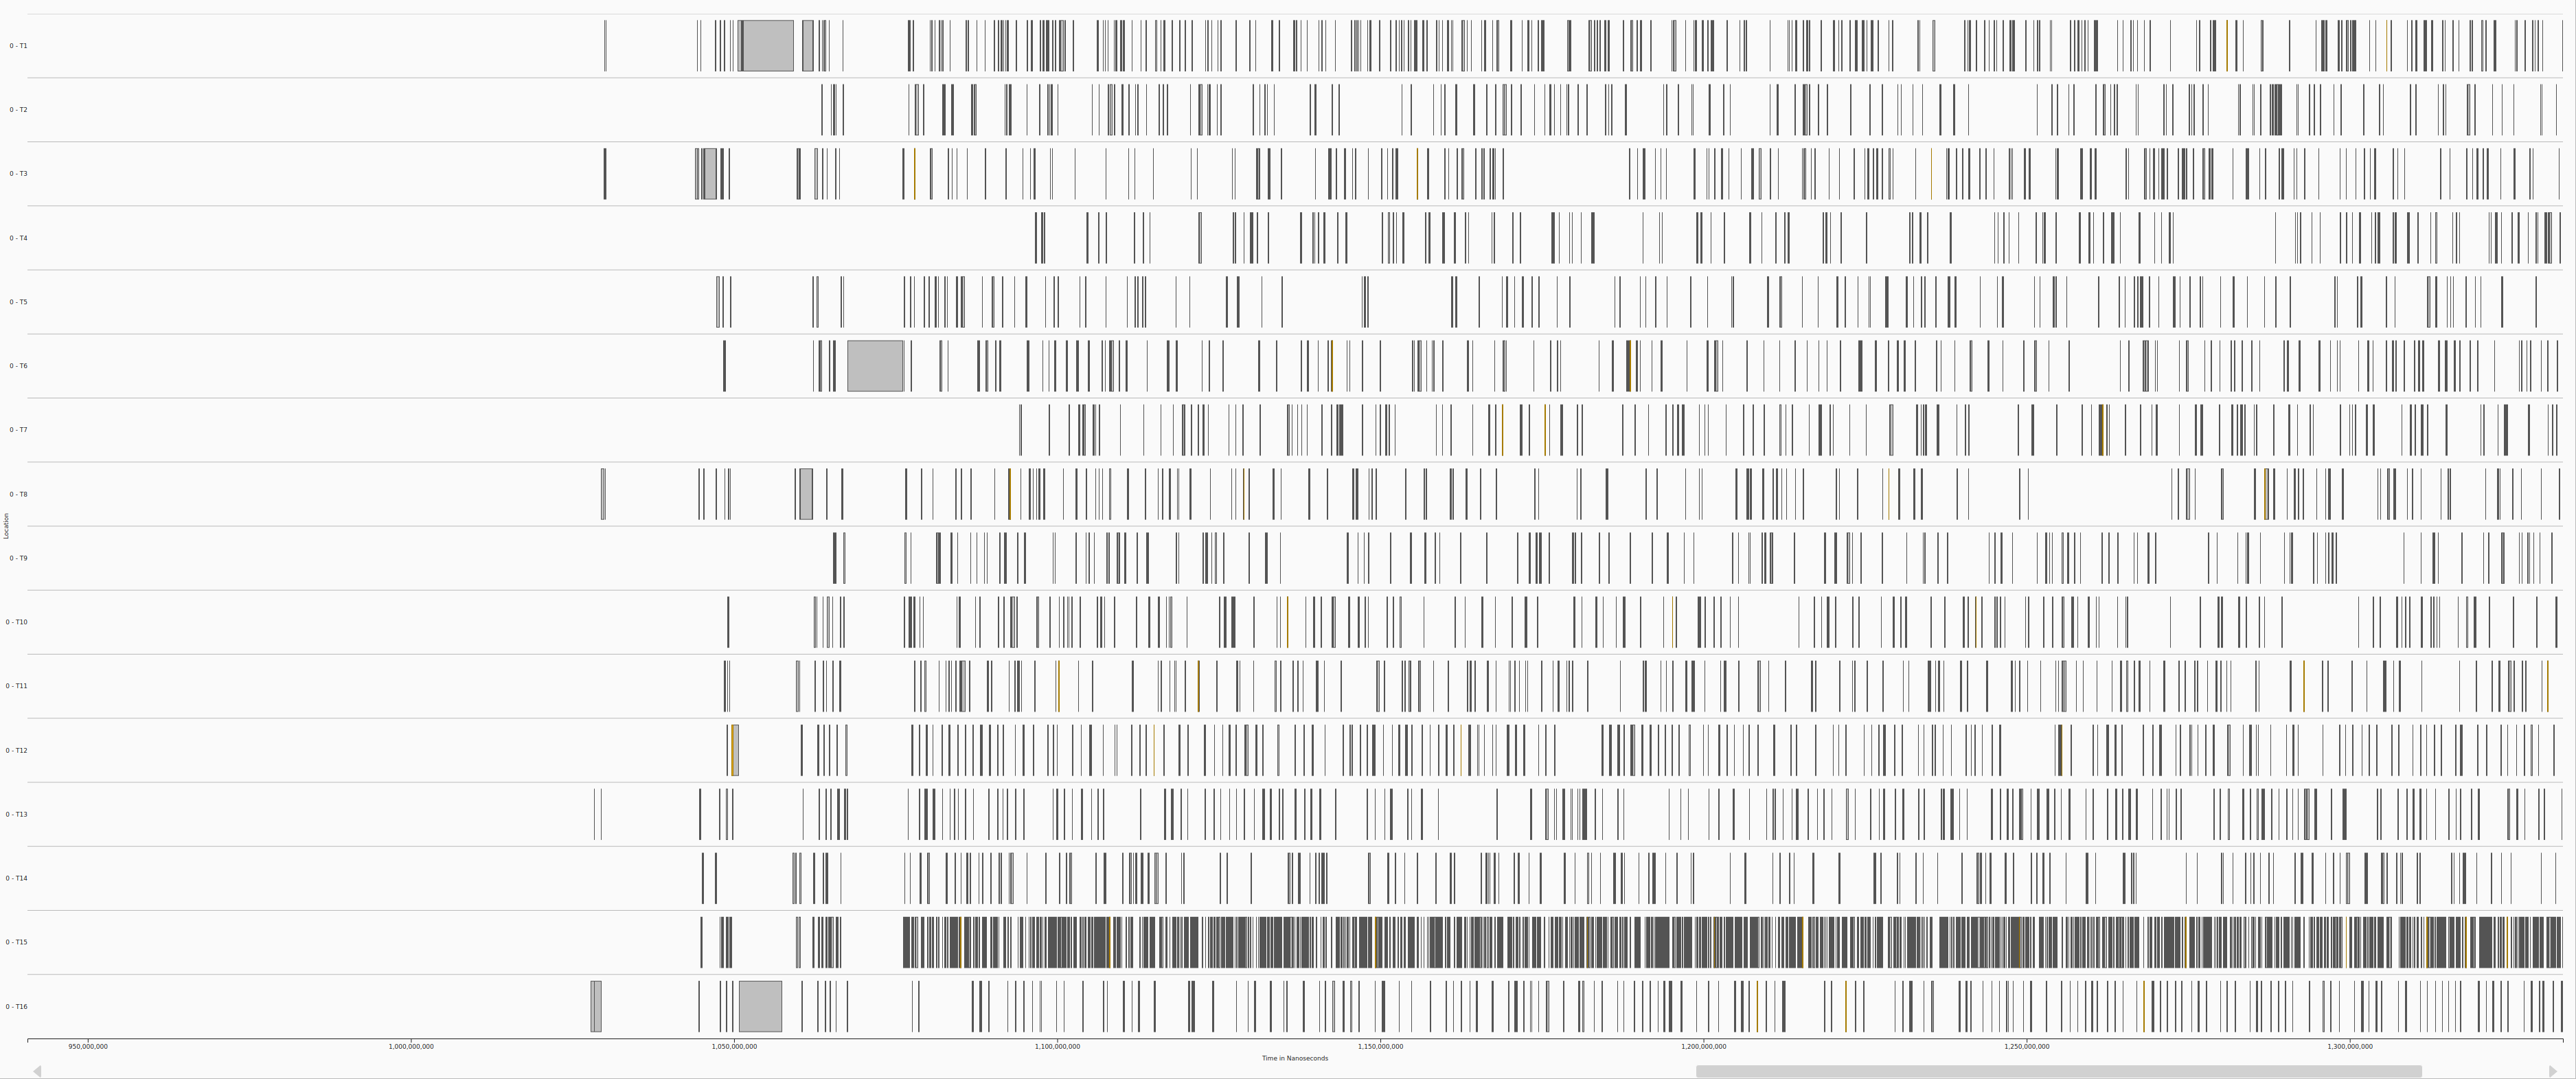 0 - T1
0 - T2
0 - T3
0 - T4
0 - T5
0 - T6
0 - T7
0 - T8
Location
0 - T9
0 - T10
0 - T11
0 - T12
0 - T13
0 - T14
0 - T15
0 - T16
950,000,000 1,000,000,000 1,050,000,000 1,100,000,000 1,150,000,000 1,200,000,000 1,250,000,000 1,300,000,000
Time in Nanoseconds